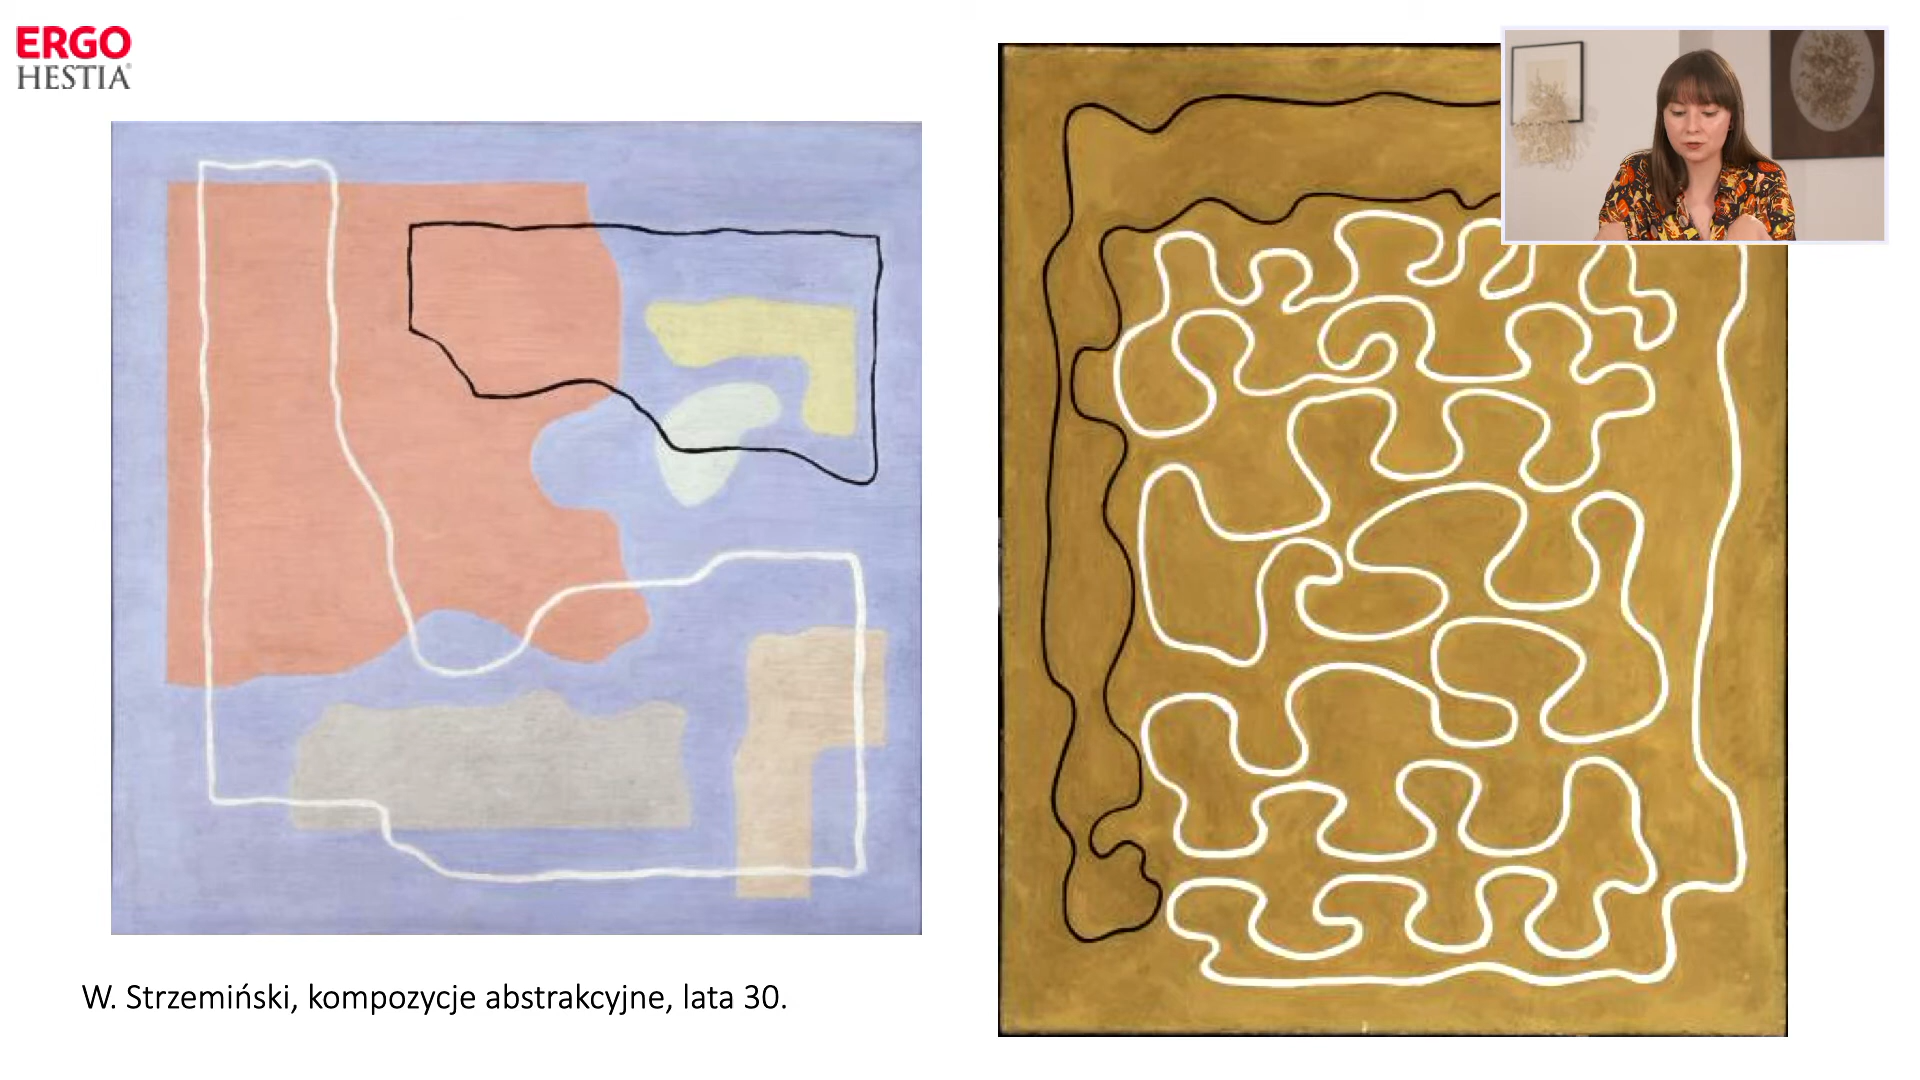 ERGO
HESTIA®
W. Strzemiński, kompozycje abstrakcyjne, lata 30.